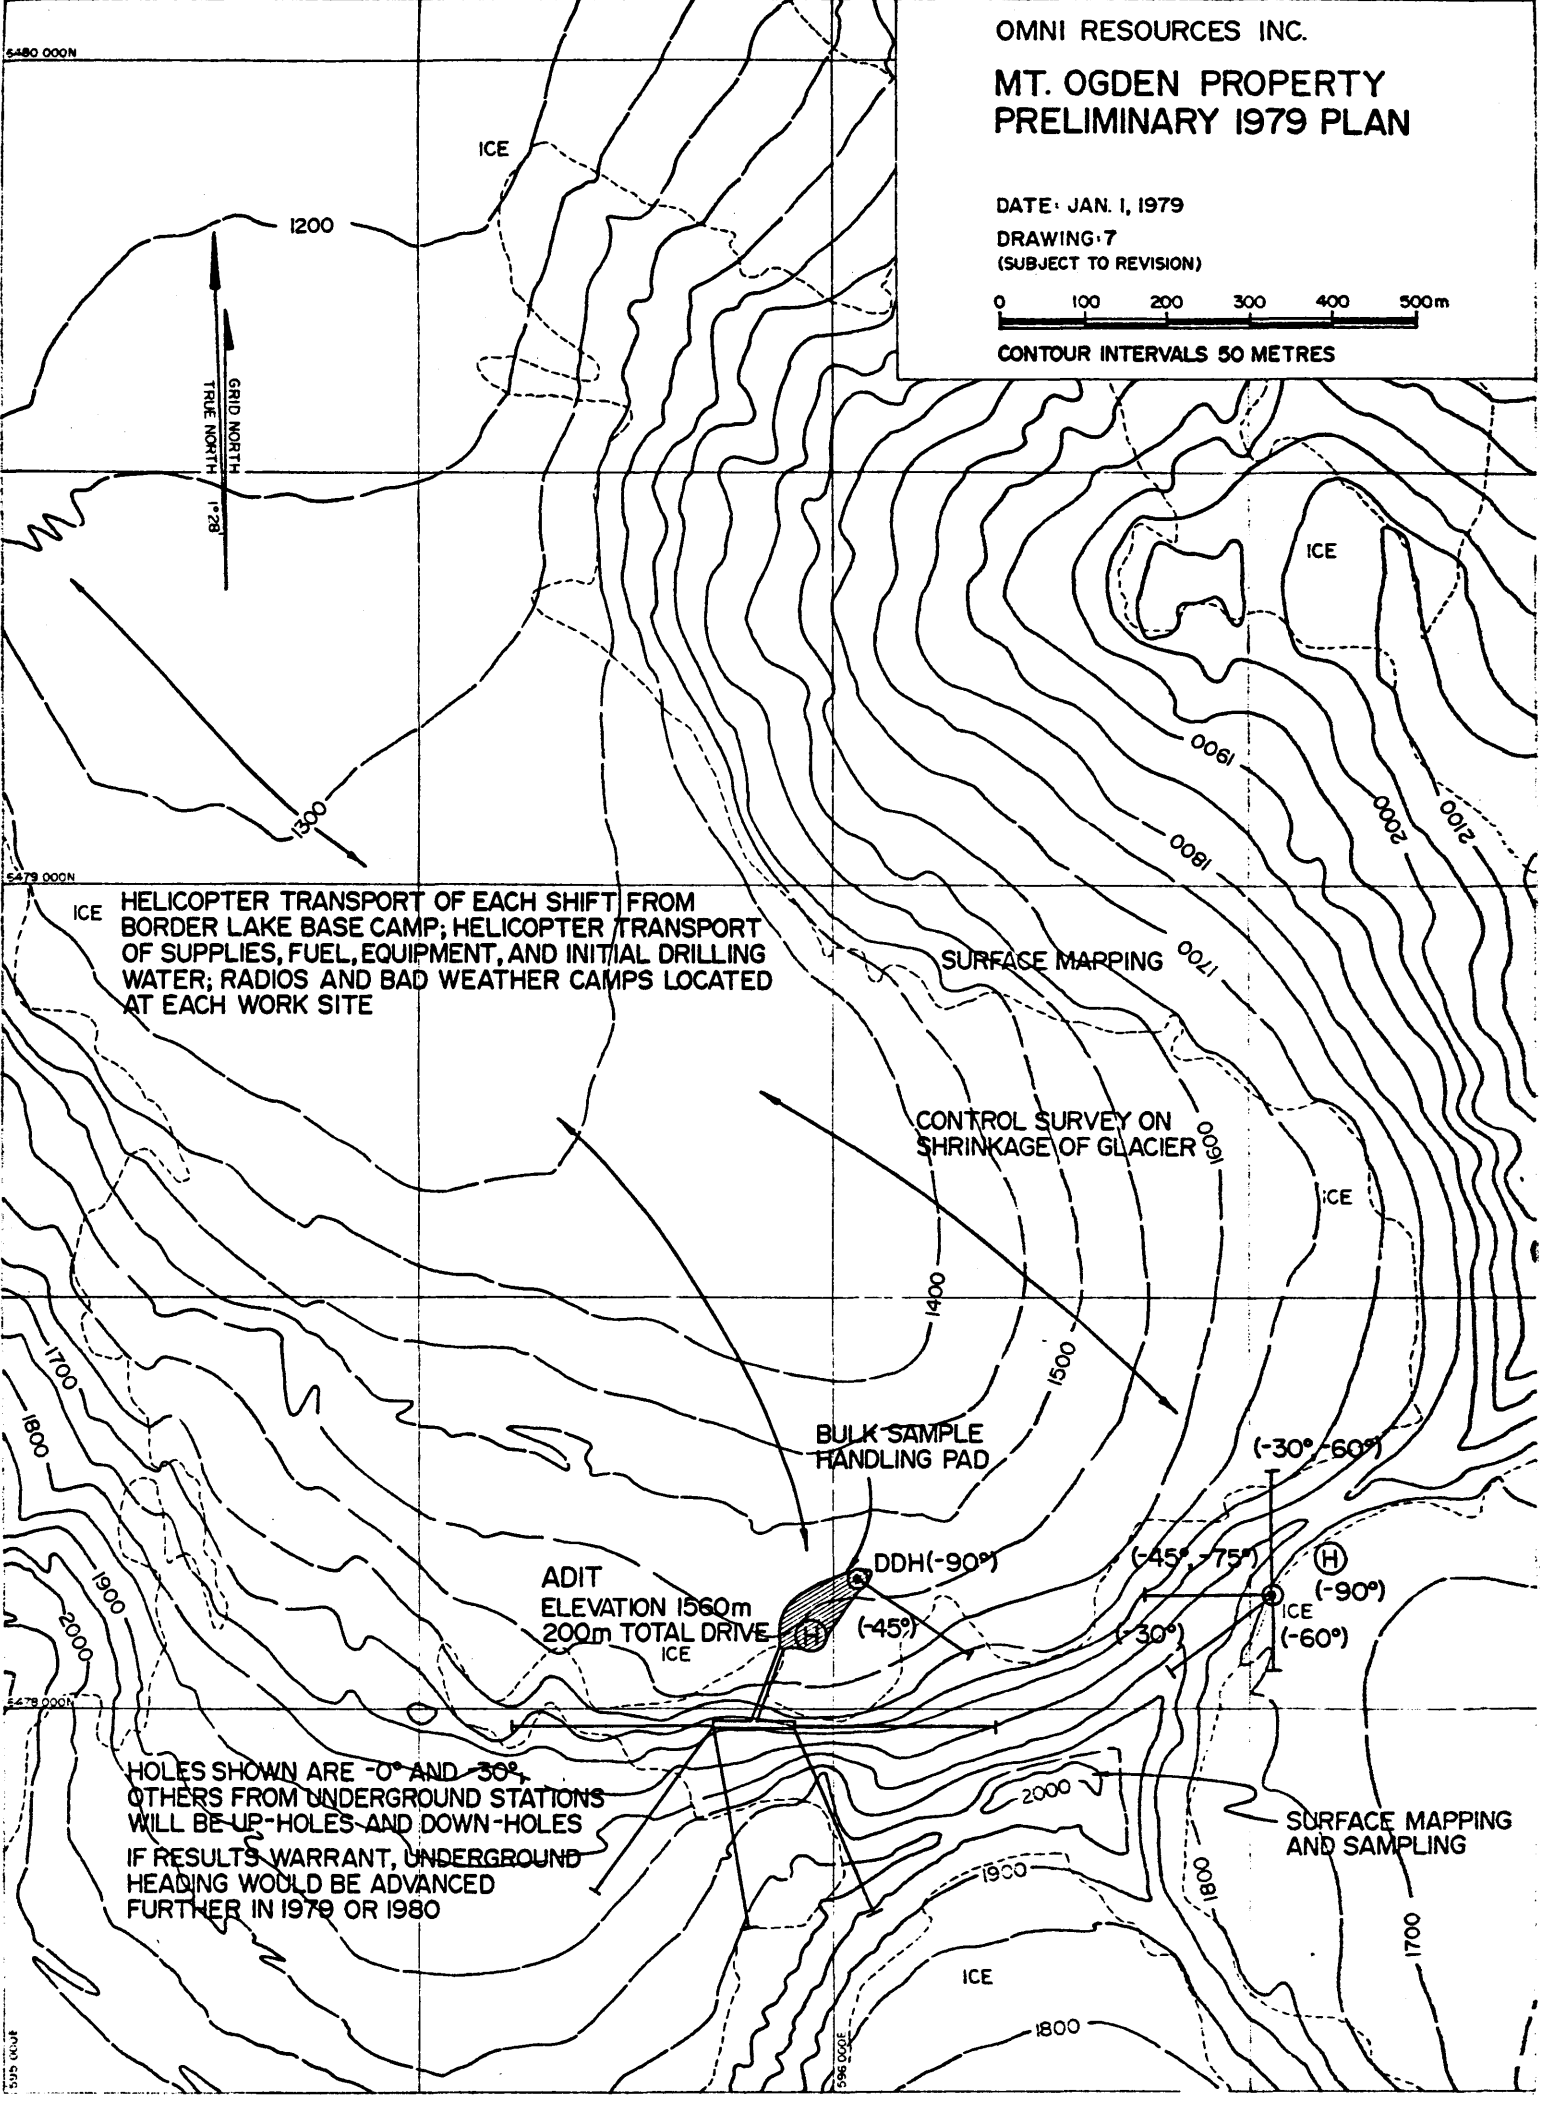 OMNI RESOURCES INC.
MT. OGDEN PROPERTY
PRELIMINARY 1979 PLAN
DATE: JAN. 1, 1979
DRAWING: 7
(SUBJECT TO REVISION)
0 100 200 300 400 500m
CONTOUR INTERVALS 50 METRES
6480 000N
ICE
1200
GRID NORTH
TRUE NORTH 1°28'
ICE
1900
2000
2100
1300
1800
6479 000N
ICE
HELICOPTER TRANSPORT OF EACH SHIFT FROM
BORDER LAKE BASE CAMP; HELICOPTER TRANSPORT
OF SUPPLIES, FUEL, EQUIPMENT, AND INITIAL DRILLING
WATER; RADIOS AND BAD WEATHER CAMPS LOCATED
AT EACH WORK SITE
SURFACE MAPPING
1700
CONTROL SURVEY ON
SHRINKAGE OF GLACIER
1600
ICE
1400
1500
1700
1800
BULK SAMPLE
HANDLING PAD
(-30°,-60°)
DDH(-90°)
(-45°,-75°)
H
(-90°)
ICE
(-60°)
(-30°)
(-45°)
H
ADIT
ELEVATION 1560m
200m TOTAL DRIVE
ICE
1900
2000
6478 000N
HOLES SHOWN ARE -0° AND -30°,
OTHERS FROM UNDERGROUND STATIONS
WILL BE UP-HOLES AND DOWN-HOLES
IF RESULTS WARRANT, UNDERGROUND
HEADING WOULD BE ADVANCED
FURTHER IN 1979 OR 1980
2000
SURFACE MAPPING
AND SAMPLING
1900
1800
1700
ICE
1800
595 000E
596 000E